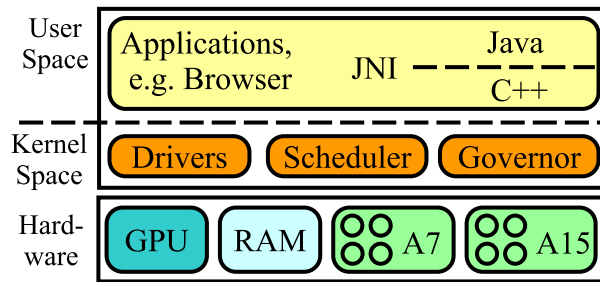 User
Space
Applications,
e.g. Browser
JNI
Java
C++
Kernel
Space
Drivers
Scheduler
Governor
Hard-
ware
GPU
RAM
A7
A15